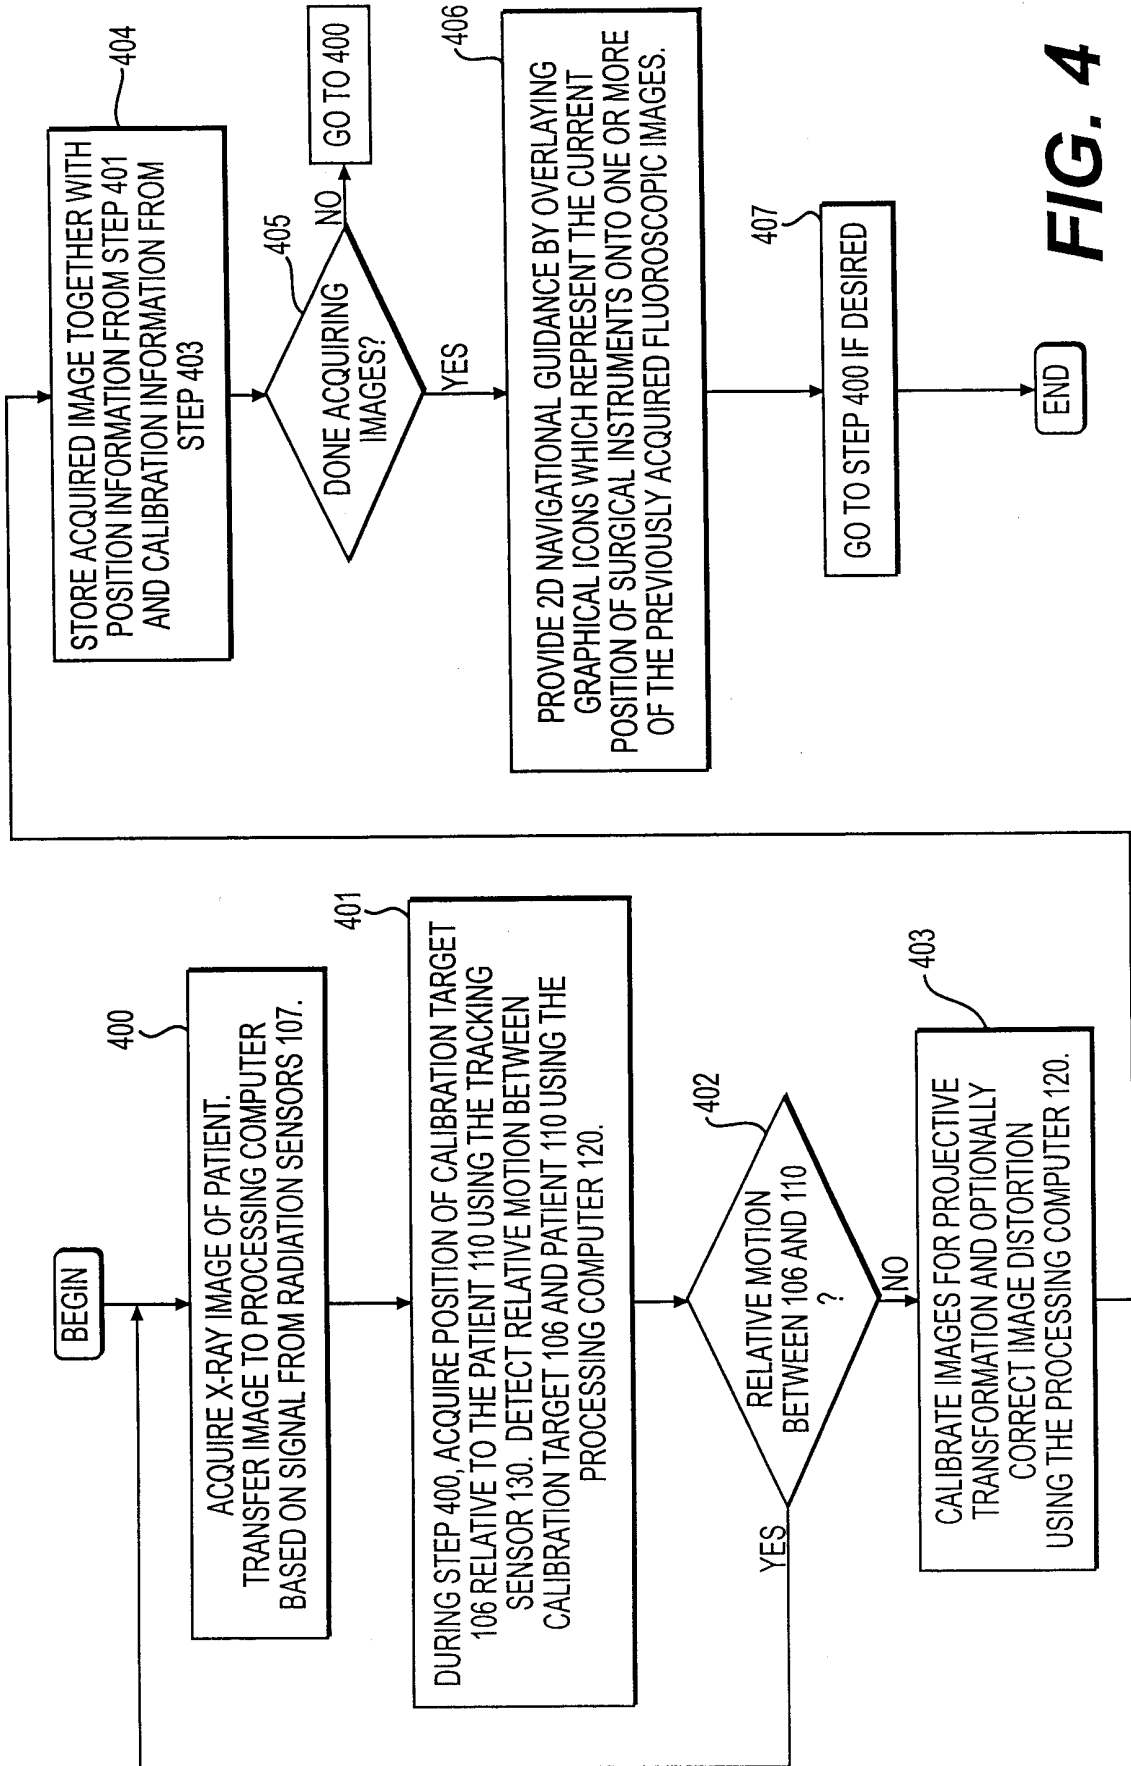 BEGIN
400
ACQUIRE X-RAY IMAGE OF PATIENT.
TRANSFER IMAGE TO PROCESSING COMPUTER
BASED ON SIGNAL FROM RADIATION SENSORS 107.
401
DURING STEP 400, ACQUIRE POSITION OF CALIBRATION TARGET
106 RELATIVE TO THE PATIENT 110 USING THE TRACKING
SENSOR 130. DETECT RELATIVE MOTION BETWEEN
CALIBRATION TARGET 106 AND PATIENT 110 USING THE
PROCESSING COMPUTER 120.
402
RELATIVE MOTION
BETWEEN 106 AND 110
?
YES
NO
403
CALIBRATE IMAGES FOR PROJECTIVE
TRANSFORMATION AND OPTIONALLY
CORRECT IMAGE DISTORTION
USING THE PROCESSING COMPUTER 120.
404
STORE ACQUIRED IMAGE TOGETHER WITH
POSITION INFORMATION FROM STEP 401
AND CALIBRATION INFORMATION FROM
STEP 403
405
DONE ACQUIRING
IMAGES?
NO
GO TO 400
YES
406
PROVIDE 2D NAVIGATIONAL GUIDANCE BY OVERLAYING
GRAPHICAL ICONS WHICH REPRESENT THE CURRENT
POSITION OF SURGICAL INSTRUMENTS ONTO ONE OR MORE
OF THE PREVIOUSLY ACQUIRED FLUOROSCOPIC IMAGES.
407
GO TO STEP 400 IF DESIRED
END
FIG. 4